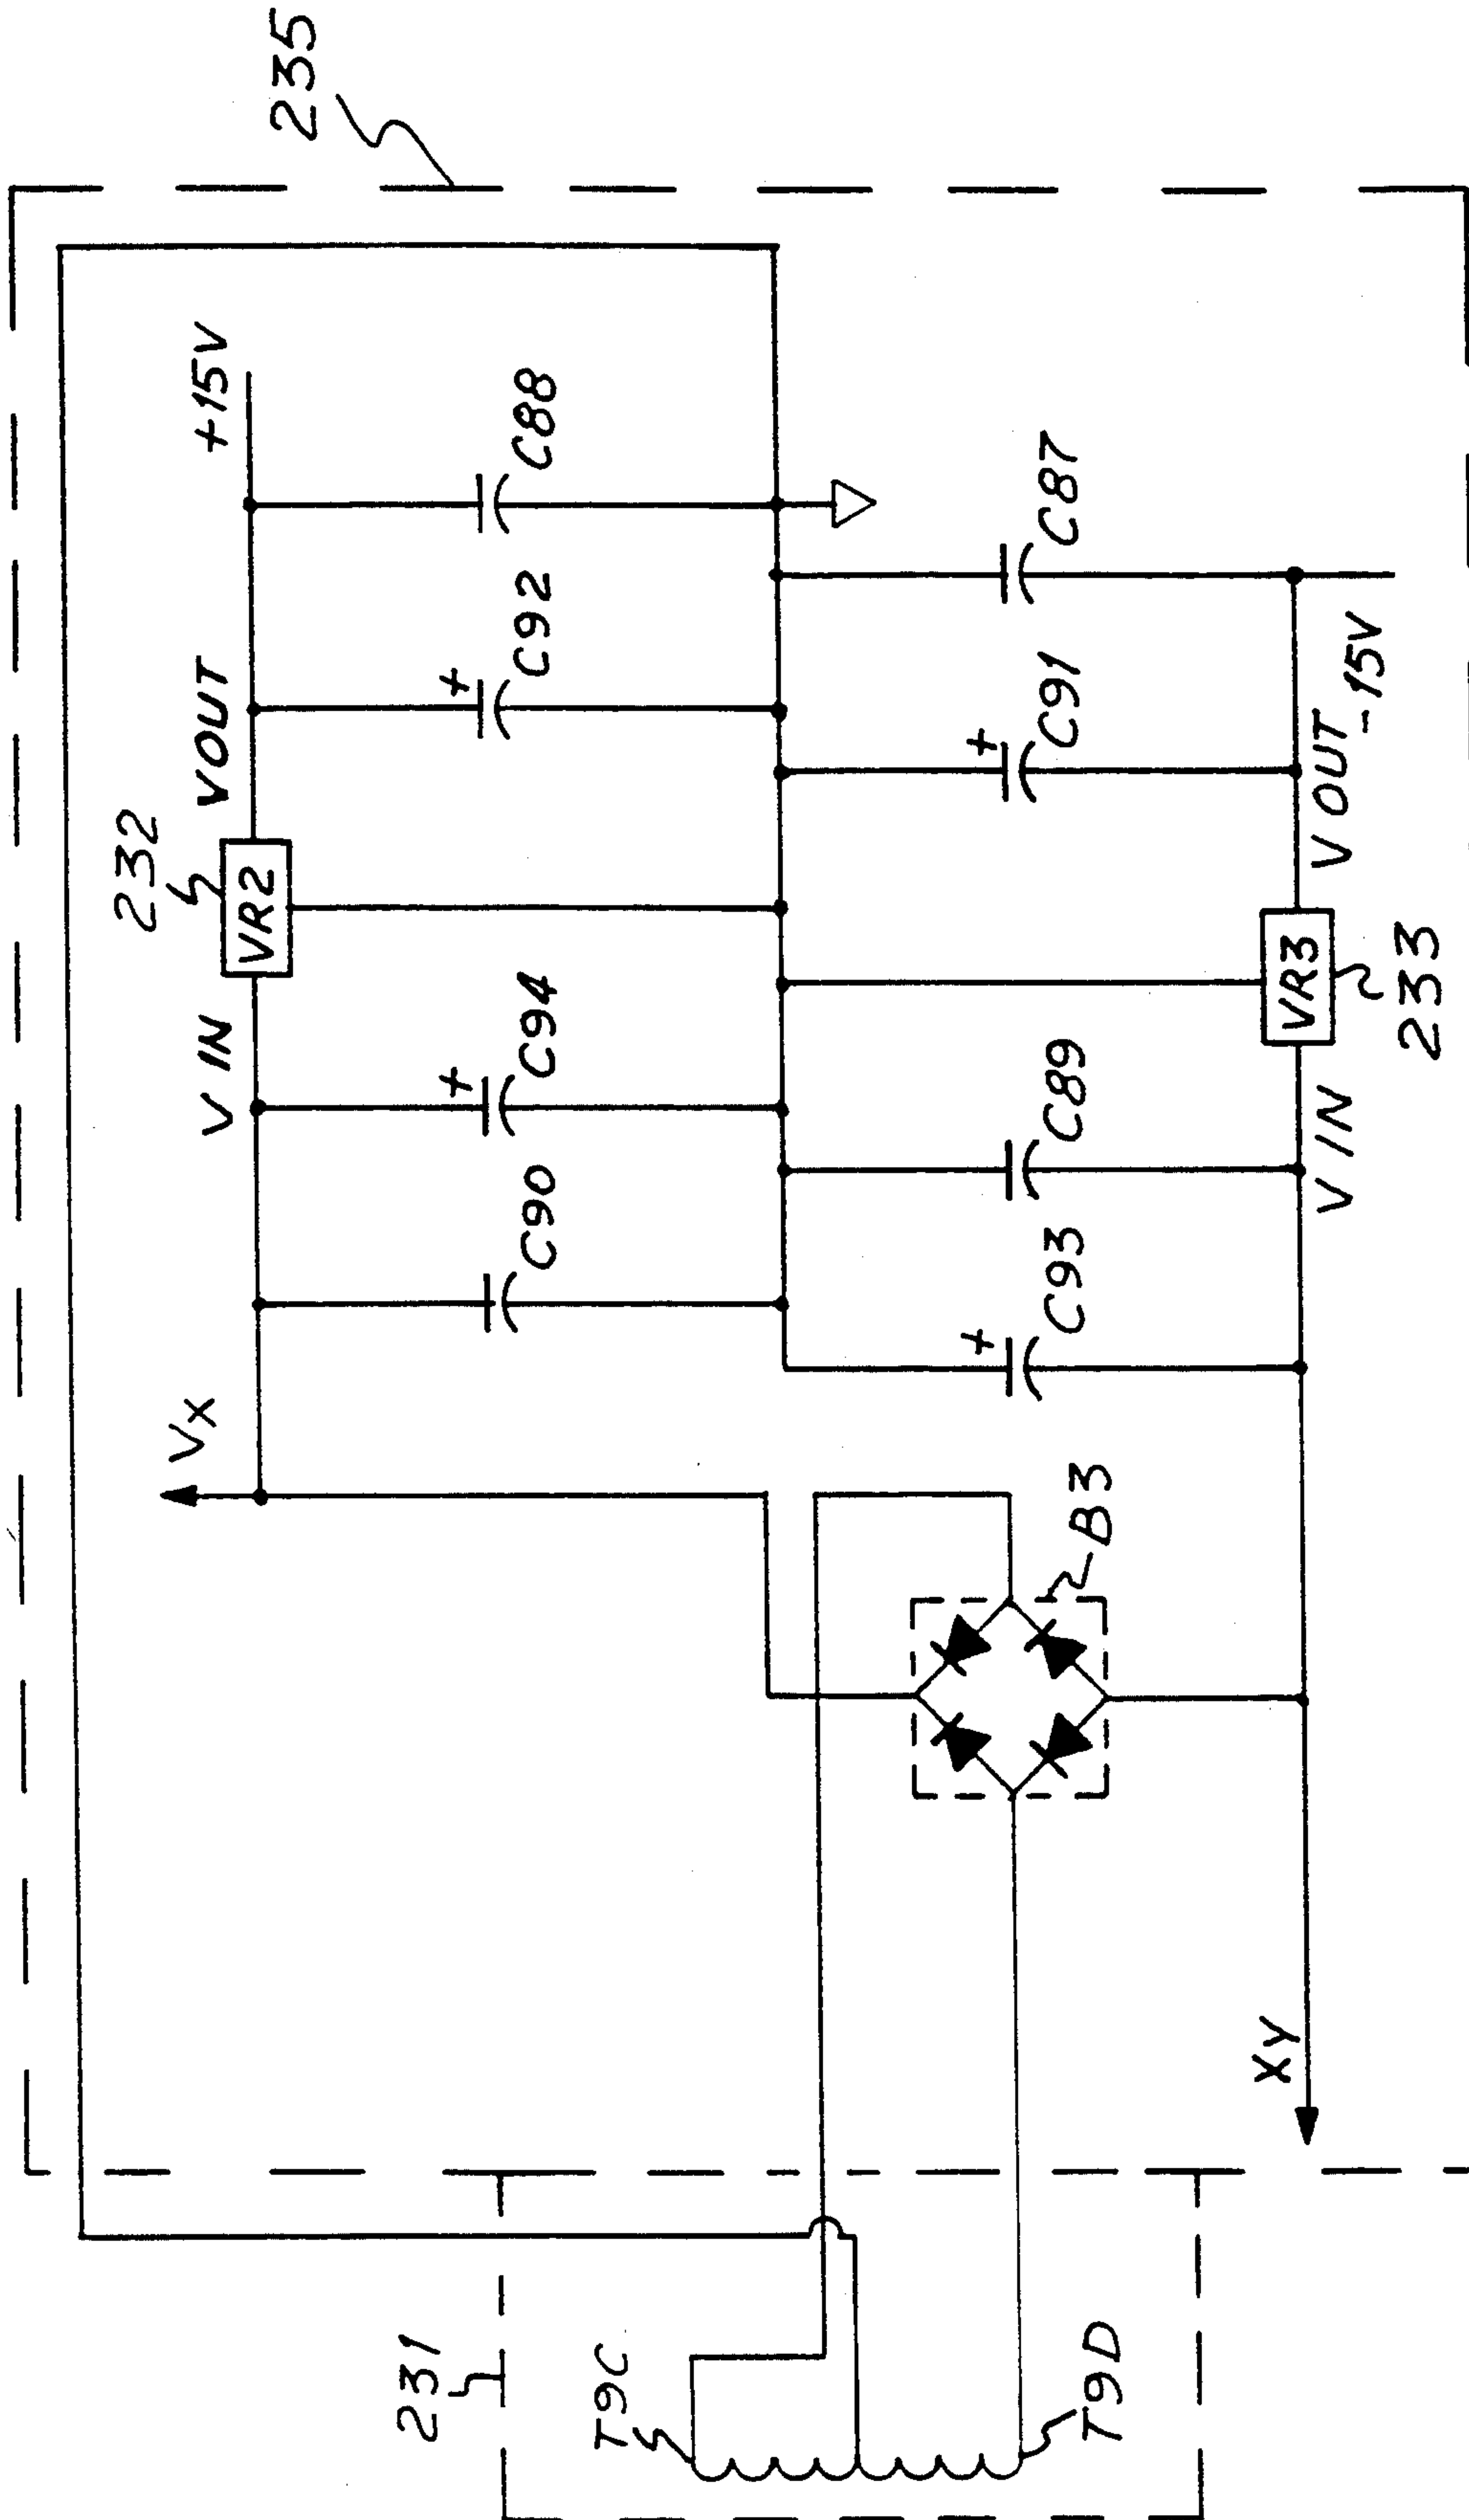 235
+15V
VOUT
232
VR2
V IN
VX
C88
C92
C94
C90
C87
C91
C89
C93
-15V
V OUT
VR3
233
V IN
B3
XY
231
T9C
T9D